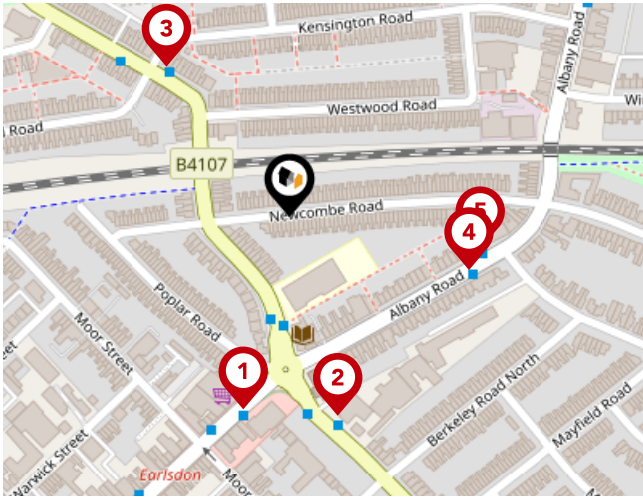 3
Kensington Road
Albany Road
Westwood Road
Wi
l Road
B4107
Newcombe Road
5
4
Albany Road
Poplar Road
Moor Street
1
2
Berkeley Road North
Mayfield Road
Earlsdon
Warwick Street
Moor